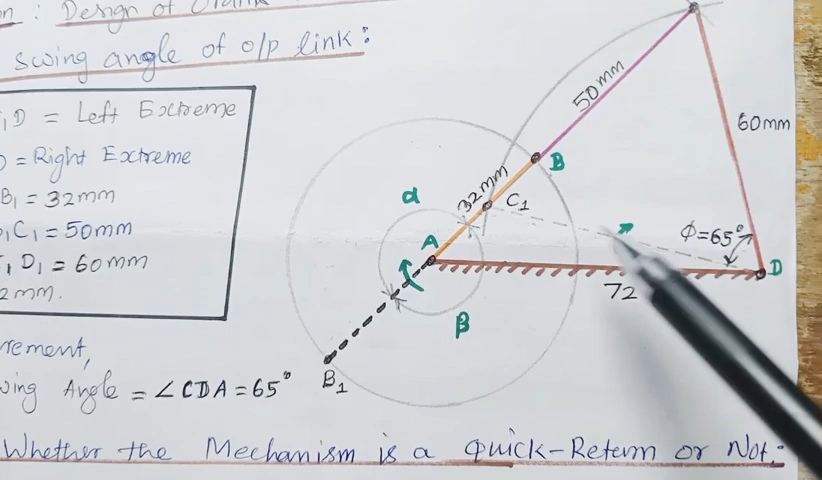 : Design of
swing angle of o/p link:
D = Left Extreme
= Right Extreme
B1 = 32mm
C1 = 50mm
D1 = 60mm
2mm.
rement,
wing Angle = ∠CDA = 65°
Whether the Mechanism is a Quick-Return or Not:
50mm
60mm
B
32mm
C1
α
A
ϕ=65°
D
72
β
B1